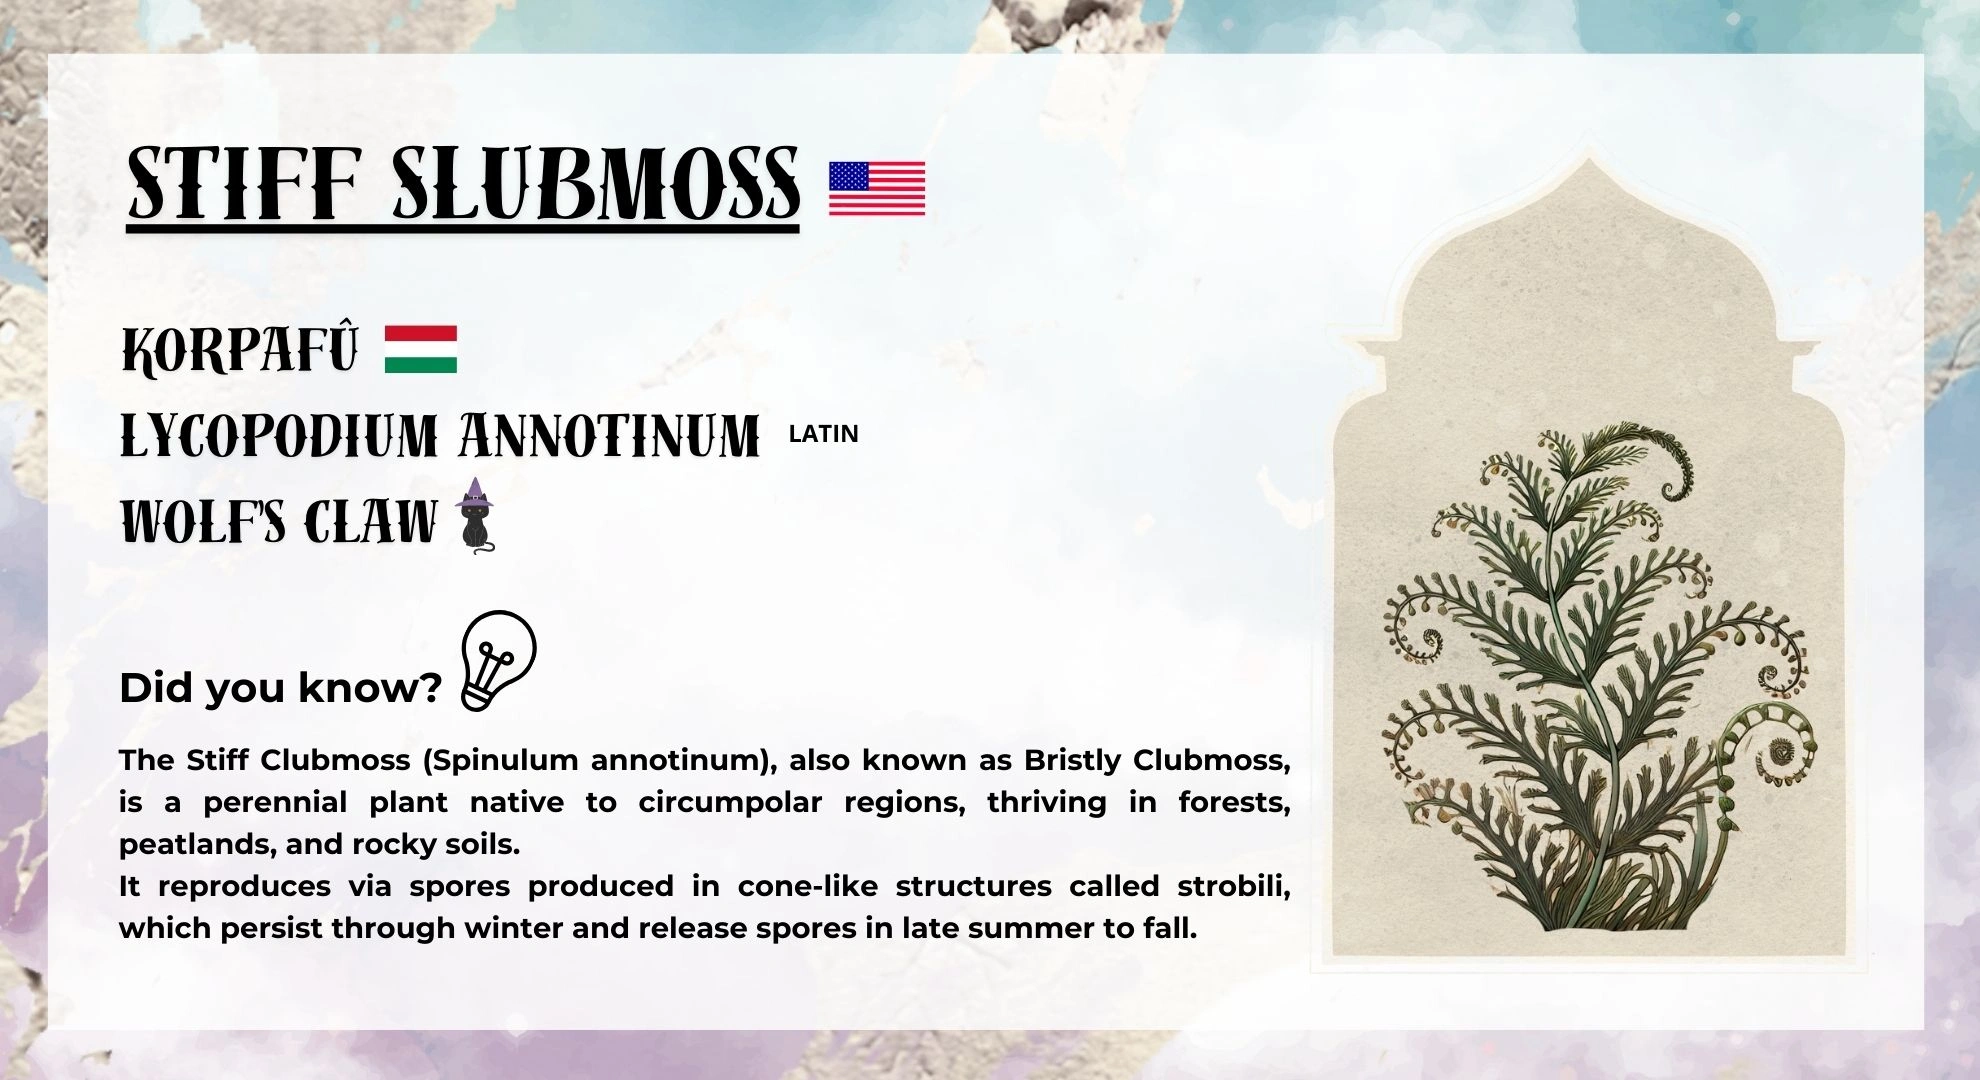 STIFF SLUBMOSS
KORPAFÛ
LYCOPODIUM ANNOTINUM LATIN
WOLF'S CLAW
Did you know?
The Stiff Clubmoss (Spinulum annotinum), also known as Bristly Clubmoss,
is a perennial plant native to circumpolar regions, thriving in forests,
peatlands, and rocky soils.
It reproduces via spores produced in cone-like structures called strobili,
which persist through winter and release spores in late summer to fall.